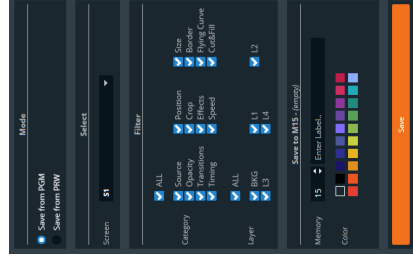 Mode
Save from PGM
Save from PRW
Select
Screen S1
Filter
ALL
Category Source Position Size
Opacity Crop Border
Transitions Effects Flying Curve
Timing Speed Cut&Fill
ALL
Layer BKG L1 L2
L3 L4
Save to M15 - (empty)
Memory 15 Enter Label..
Color
Save